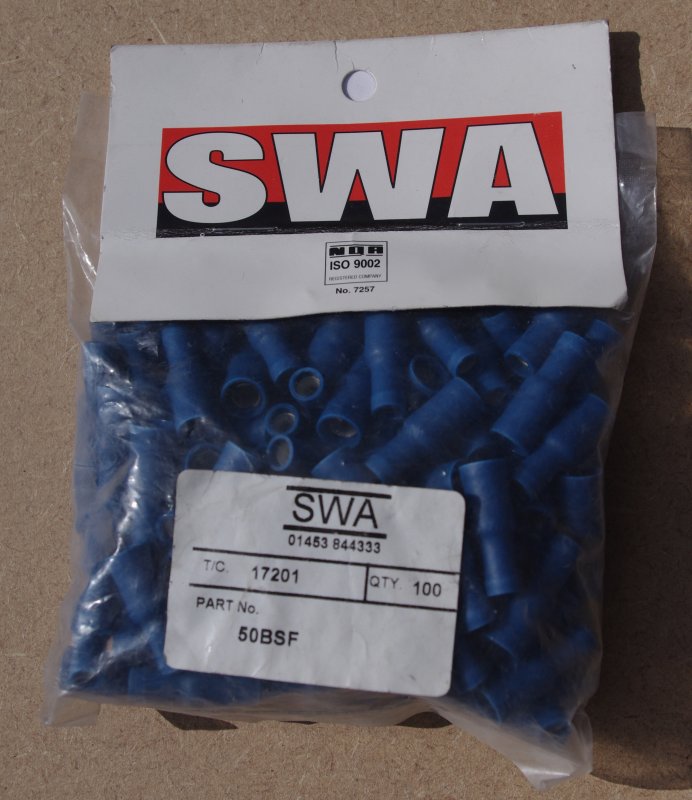 SWA
NQA
ISO 9002
REGISTERED COMPANY
No. 7257
SWA
01453 844333
T/C. 17201 QTY. 100
PART No.
50BSF